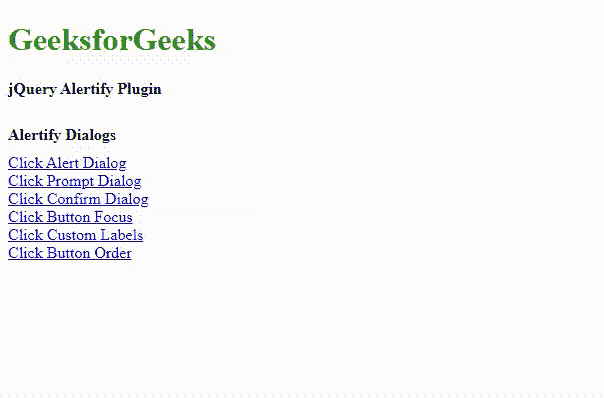 GeeksforGeeks
jQuery Alertify Plugin
Alertify Dialogs
Click Alert Dialog
Click Prompt Dialog
Click Confirm Dialog
Click Button Focus
Click Custom Labels
Click Button Order